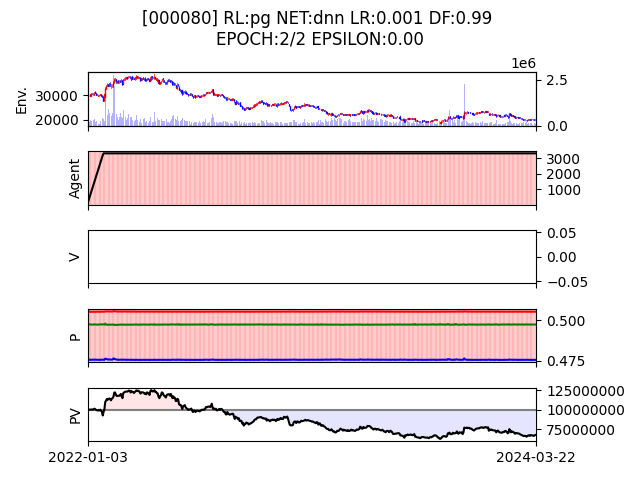 [000080] RL:pg NET:dnn LR:0.001 DF:0.99
EPOCH:2/2 EPSILON:0.00
1e6
Env.
30000
20000
2.5
0.0
Agent
3000
2000
1000
V
0.05
0.00
−0.05
P
0.500
0.475
PV
125000000
100000000
75000000
2022-01-03
2024-03-22